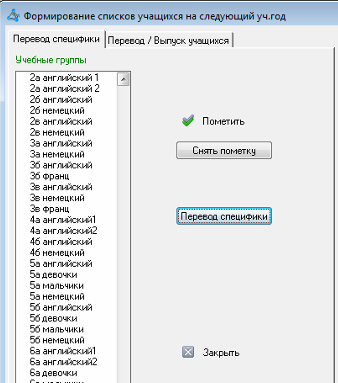 Формирование списков учащихся на следующий уч.год
Перевод специфики
Перевод / Выпуск учащихся
Учебные группы
2а английский 1
2а английский 2
2б английский
2б немецкий
2в английский
2в немецкий
3а английский
3а немецкий
3б английский
3б франц
3в английский
3в немецкий
3в франц
4а английский1
4а английский2
4б английский
4б немецкий
5а девочки
5а мальчики
5а немецкий
5б английский
5б девочки
5б мальчики
5б немецкий
6а английский1
6а английский2
6а девочки
Пометить
Снять пометку
Перевод специфики
Закрыть